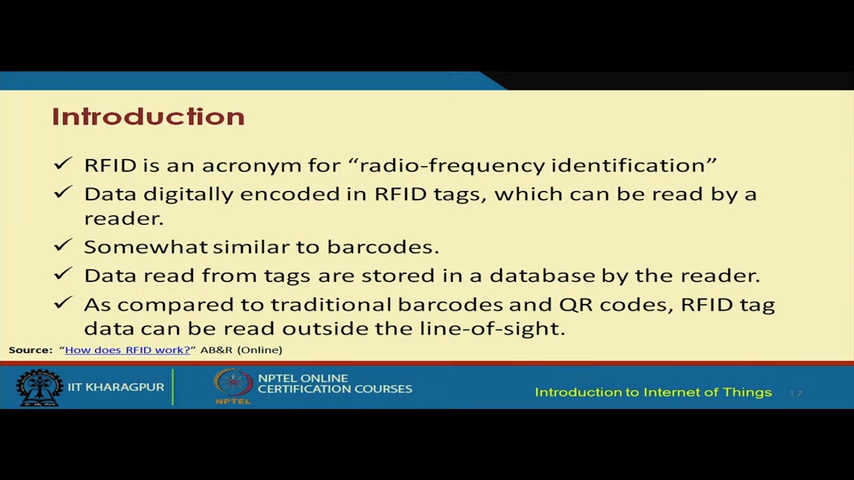 Introduction
✓ RFID is an acronym for “radio-frequency identification”
✓ Data digitally encoded in RFID tags, which can be read by a
reader.
✓ Somewhat similar to barcodes.
✓ Data read from tags are stored in a database by the reader.
✓ As compared to traditional barcodes and QR codes, RFID tag
data can be read outside the line-of-sight.
Source: “How does RFID work?” AB&R (Online)
IIT KHARAGPUR
NPTEL
NPTEL ONLINE
CERTIFICATION COURSES
Introduction to Internet of Things
17